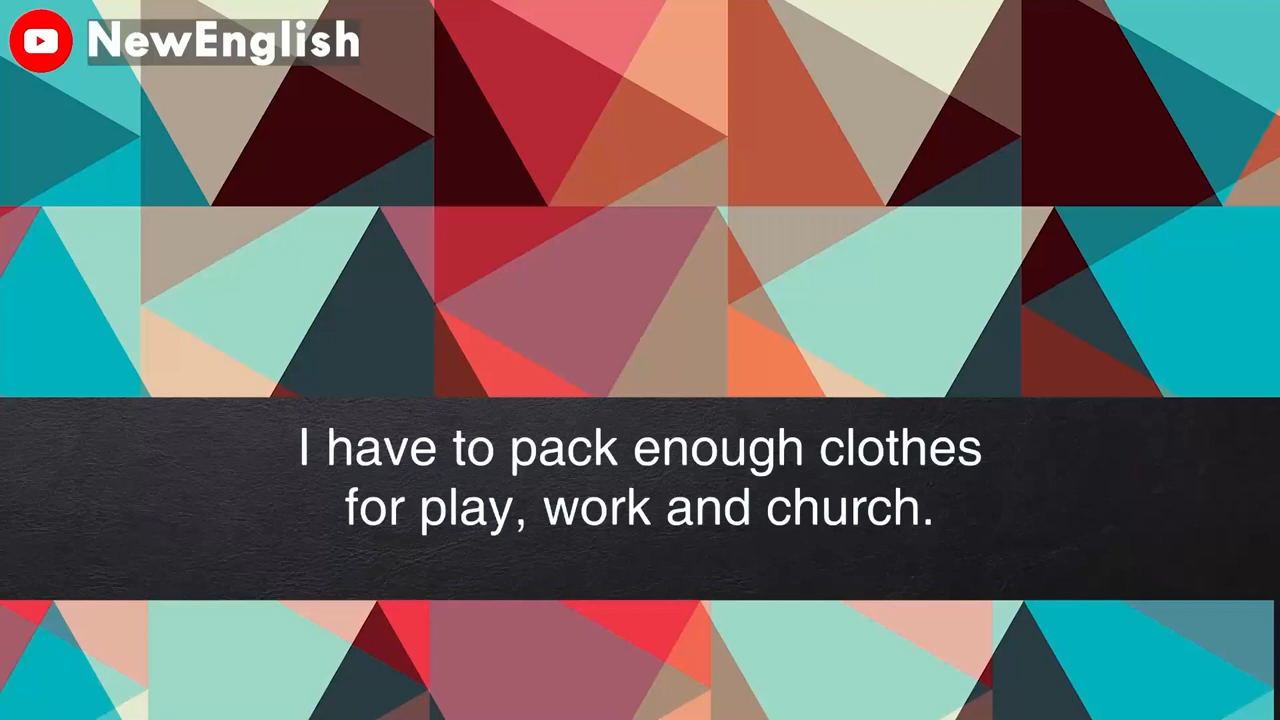 NewEnglish
I have to pack enough clothes
for play, work and church.